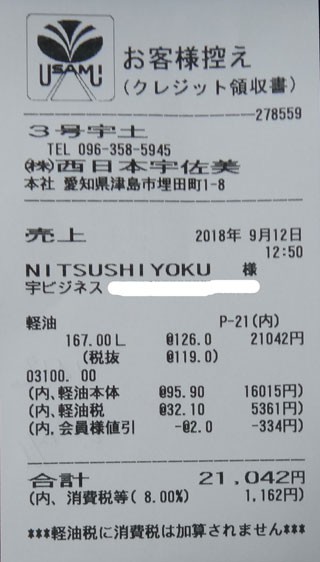 USAMI
お客様控え
(クレジット領収書)
278559
3号宇土
TEL 096-358-5945
㈱西日本宇佐美
本社 愛知県津島市埋田町1-8
売上 2018年 9月12日
12:50
NITSUSHIYOKU 様
宇ビジネス
軽油 P-21(内)
167.00L @126.0 21042円
(税抜 @119.0)
03100. 00
(内,軽油本体 @95.90 16015円)
(内,軽油税 @32.10 5361円)
(内,会員様値引 -@2.0 -334円)
合計 21,042円
(内、消費税等( 8.00%) 1,162円)
***軽油税に消費税は加算されません***